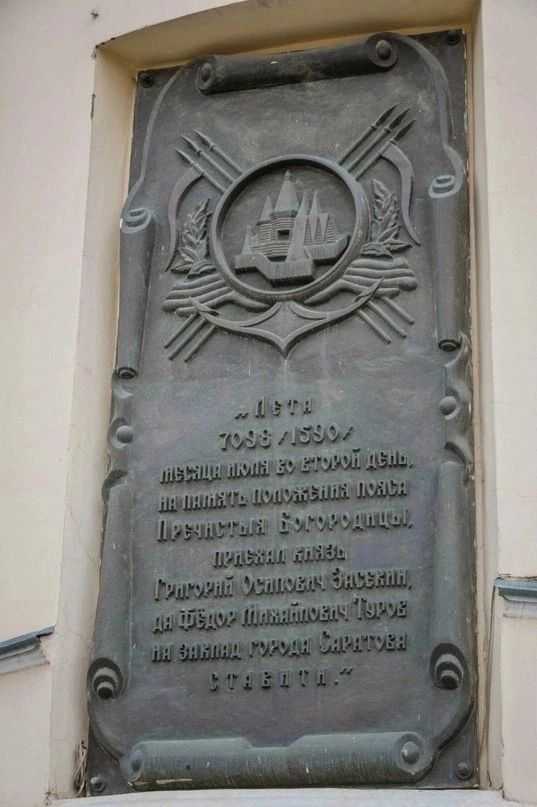 „Лета
7098 /1590/
месяца июля во второй день,
на память положения пояса
Пречистыя Богородицы,
приехал князь
Григорий Осипович Засекин,
да Фёдор Михайлович Туров
на заклад города Саратова
ставити."